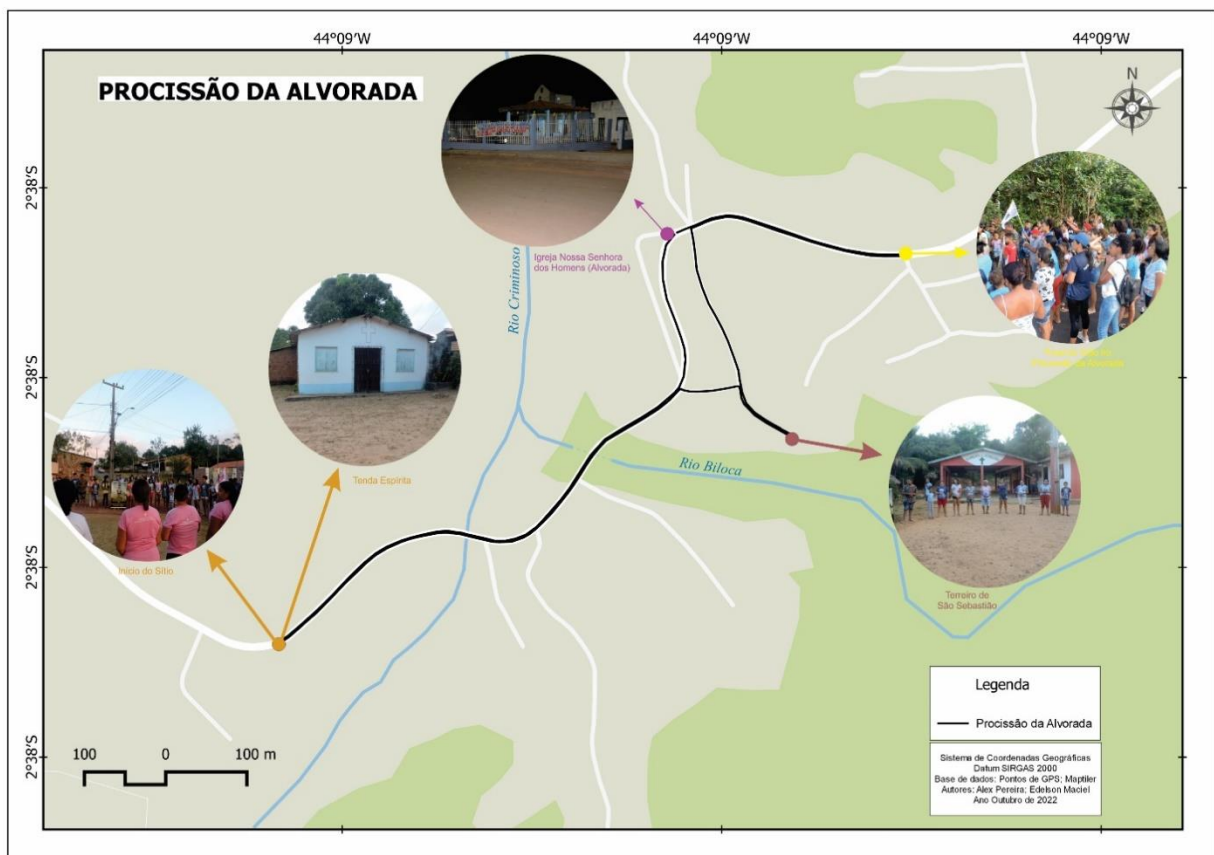 44°09'W
44°09'W
44°09'W
PROCISSÃO DA ALVORADA
N
2°38'S
2°38'S
2°38'S
2°38'S
Igreja Nossa Senhora
dos Homens (Alvorada)
Rio Criminoso
Tenda Espírita
da Alvorada
Rio Biloca
Início do Sítio
Terreiro de
São Sebastião
100 0 100 m
Legenda
Procissão da Alvorada
Sistema de Coordenadas Geográficas
Datum SIRGAS 2000
Base de dados: Pontos de GPS; Maptiler
Autores: Alex Pereira; Edelson Maciel
Ano Outubro de 2022